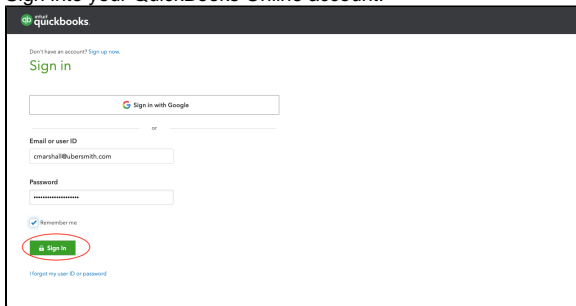 Sign into your QuickBooks Online account.
qb intuit quickbooks.
Don't have an account? Sign up now.
Sign in
G Sign in with Google
or
Email or user ID
cmarshall@ubersmith.com
Password
••••••••••••••••••••
Remember me
Sign In
I forgot my user ID or password